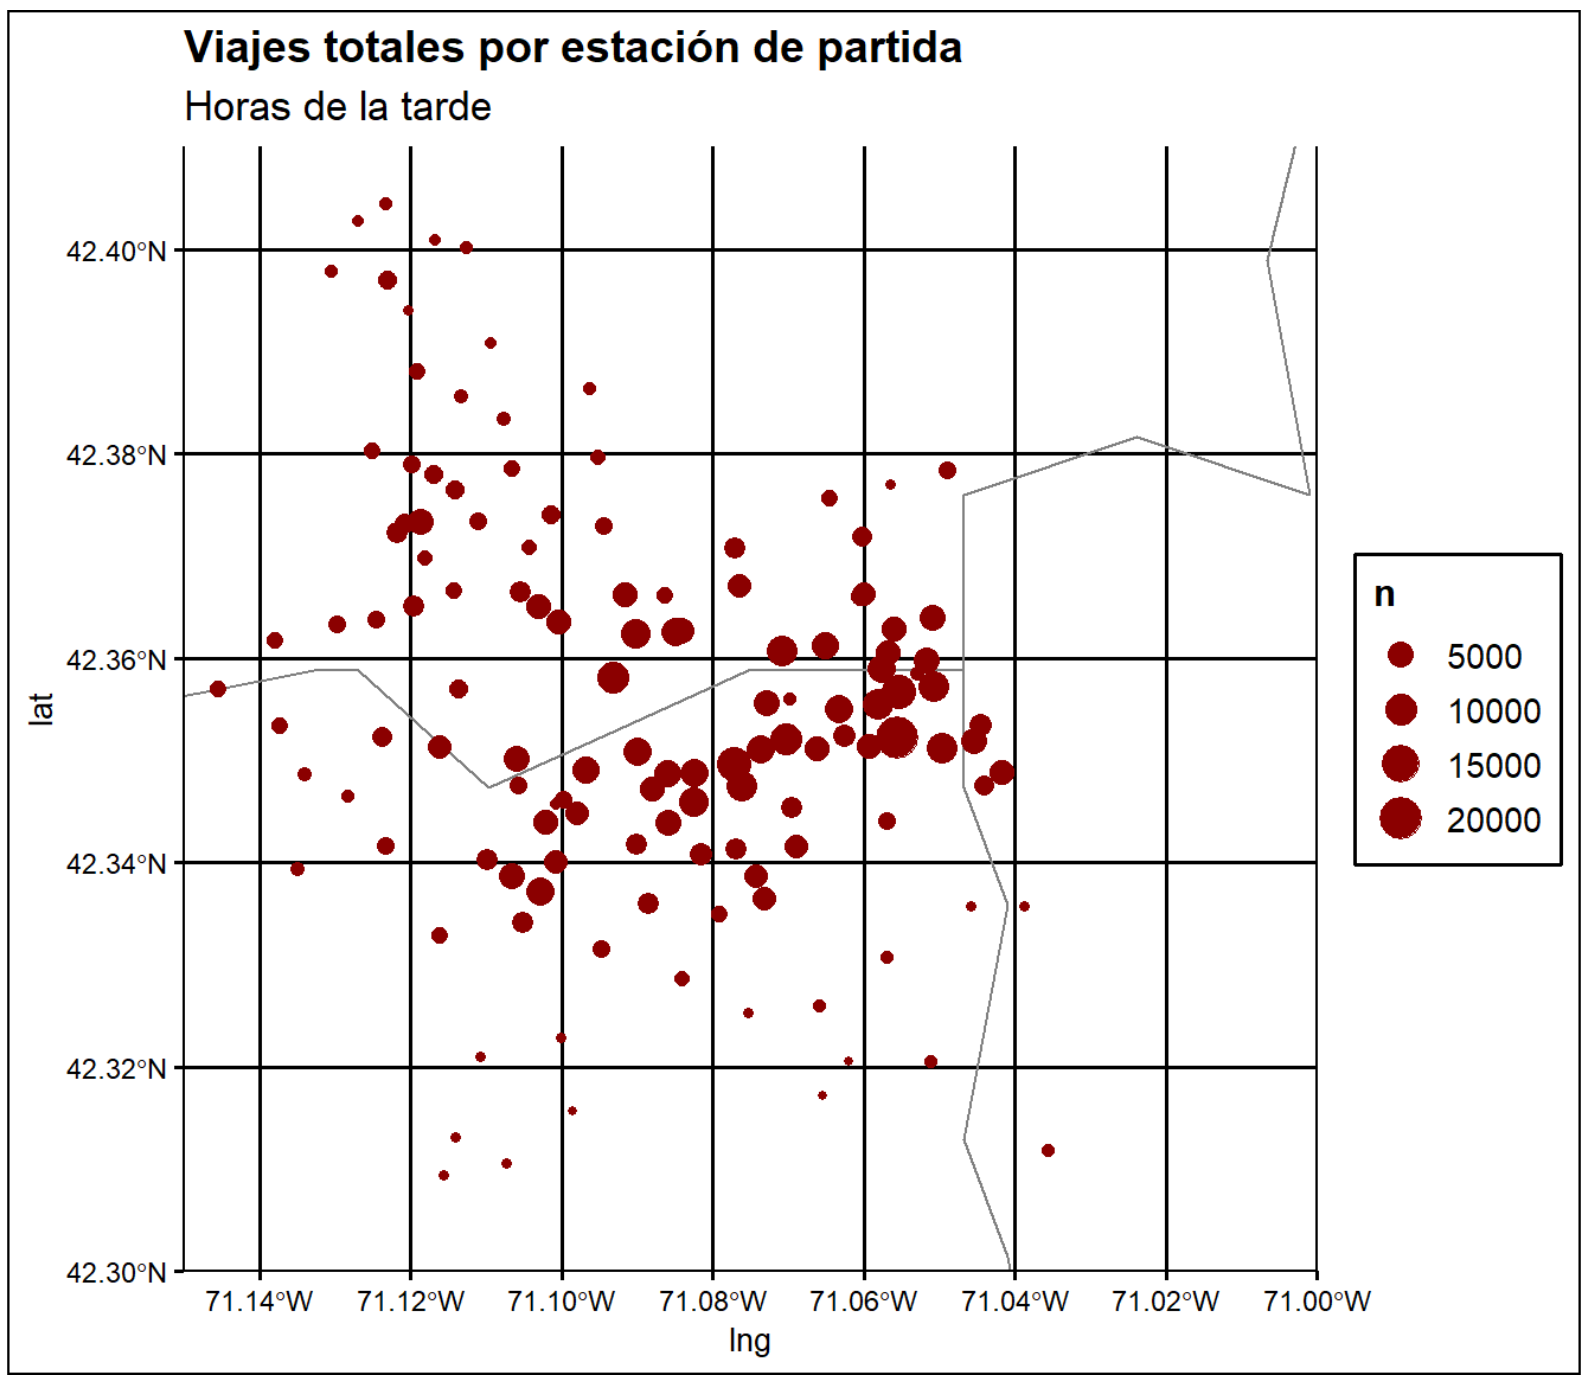 Viajes totales por estación de partida
Horas de la tarde
42.40°N
42.38°N
42.36°N
42.34°N
42.32°N
42.30°N
lat
71.14°W 71.12°W 71.10°W 71.08°W 71.06°W 71.04°W 71.02°W 71.00°W
lng
n
5000
10000
15000
20000